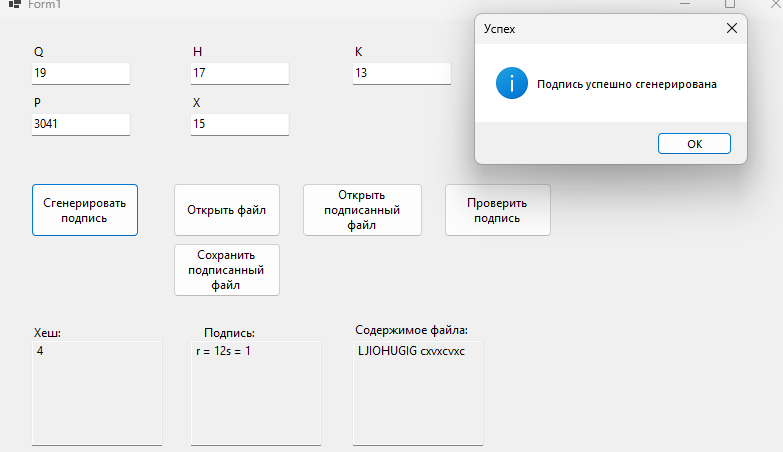 Form1
Успех
Q
H
K
19
17
13
Подпись успешно сгенерирована
P
X
3041
15
OK
Сгенерировать
подпись
Открыть файл
Открыть
подписанный
файл
Проверить
подпись
Сохранить
подписанный
файл
Хеш:
Подпись:
Содержимое файла:
4
r = 12s = 1
LJIOHUGIG cxvxcvxc